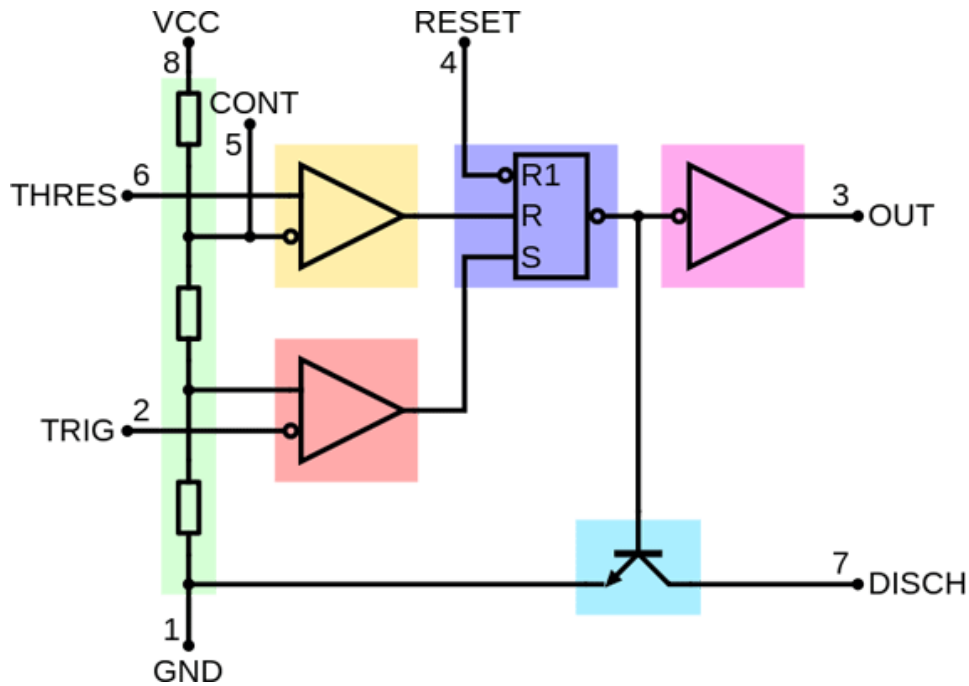 VCC
8
RESET
4
CONT
5
THRES
6
R1
R
S
3
OUT
TRIG
2
7
DISCH
1
GND